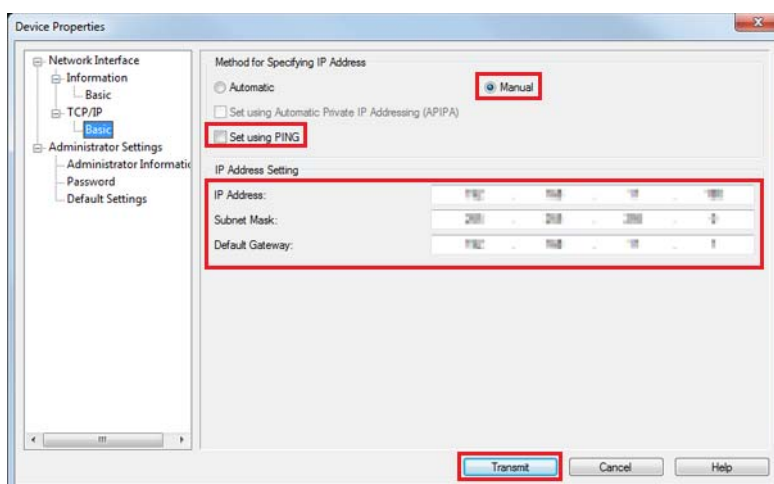 Device Properties
Network Interface
Information
Basic
TCP/IP
Basic
Administrator Settings
Administrator Informatic
Password
Default Settings
Method for Specifying IP Address
Automatic
Manual
Set using Automatic Private IP Addressing (APIPA)
Set using PING
IP Address Setting
IP Address:
Subnet Mask:
Default Gateway:
Transmit
Cancel
Help